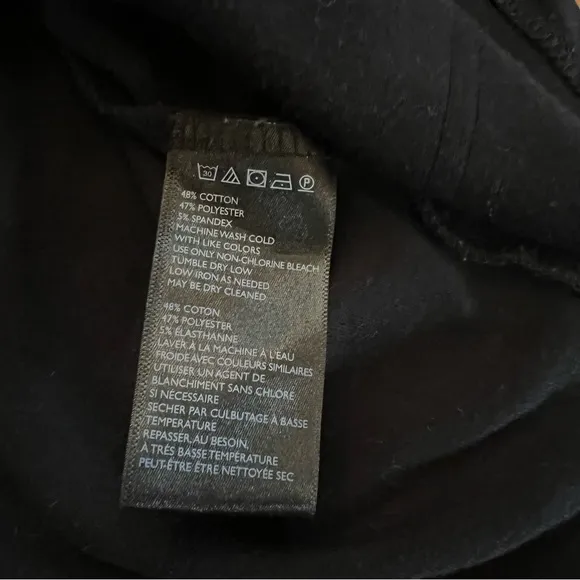 30
P
48% COTTON
47% POLYESTER
5% SPANDEX
MACHINE WASH COLD
WITH LIKE COLORS
USE ONLY NON-CHLORINE BLEACH
TUMBLE DRY LOW
LOW IRON AS NEEDED
MAY BE DRY CLEANED
48% COTON
47% POLYESTER
5% ÉLASTHANNE
LAVER À LA MACHINE À L'EAU
FROIDE AVEC COULEURS SIMILAIRES
UTILISER UN AGENT DE
BLANCHIMENT SANS CHLORE
SI NÉCESSAIRE
SECHER PAR CULBUTAGE À BASSE
TEMPERATURE
REPASSER, AU BESOIN,
À TRÈS BASSE TEMPÉRATURE
PEUT-ÊTRE ÊTRE NETTOYÉE SEC